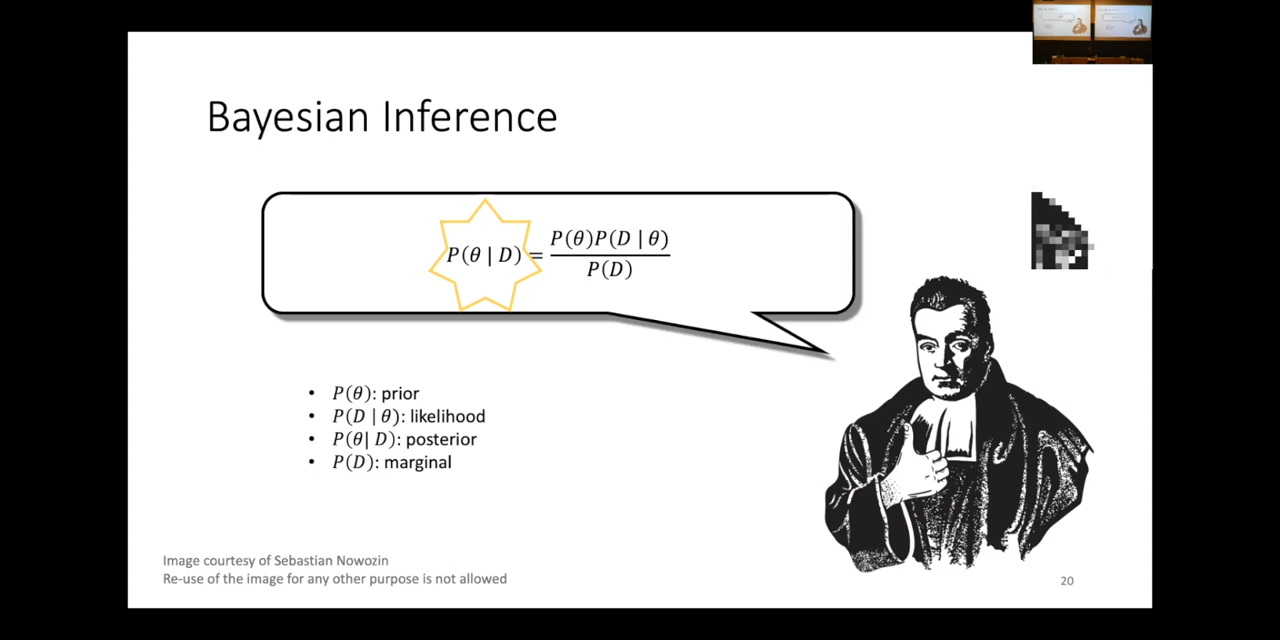 Bayesian Inference
P(θ | D) = P(θ)P(D | θ) / P(D)
• P(θ): prior
• P(D | θ): likelihood
• P(θ| D): posterior
• P(D): marginal
Image courtesy of Sebastian Nowozin
Re-use of the image for any other purpose is not allowed
20